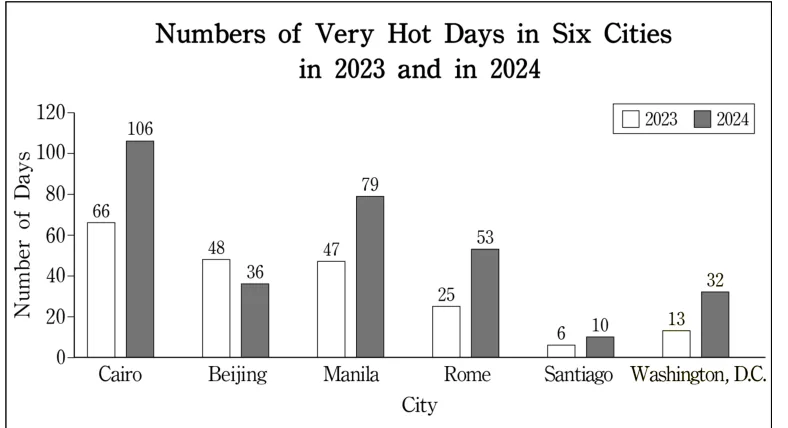 Numbers of Very Hot Days in Six Cities
in 2023 and in 2024
Number of Days
120
100
80
60
40
20
0
2023 2024
66 106
48 36
47 79
25 53
6 10
13 32
Cairo Beijing Manila Rome Santiago Washington, D.C.
City